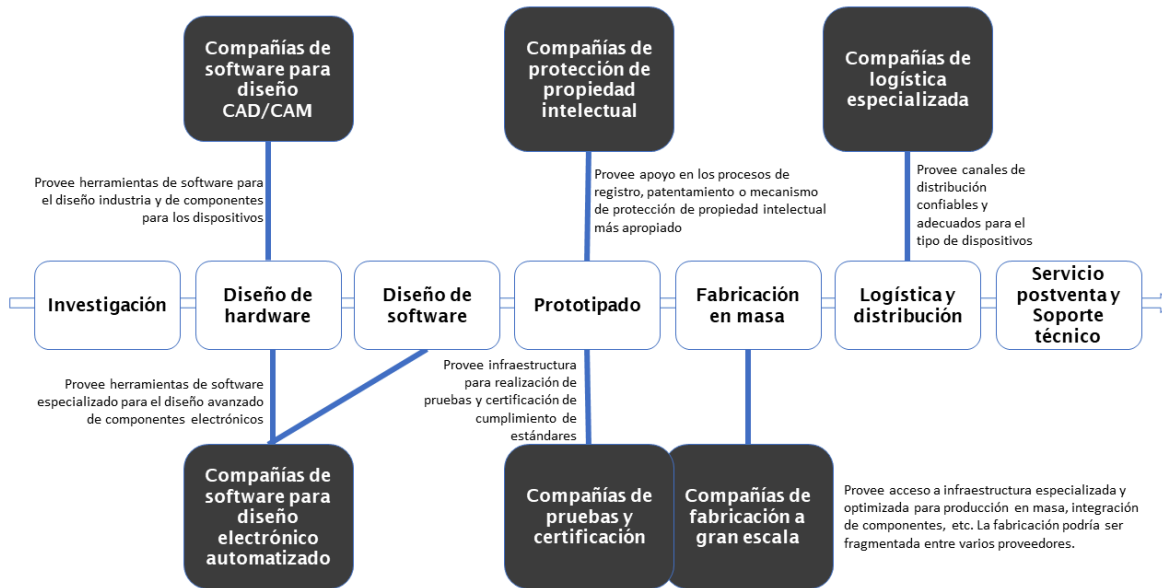 Compañías de
software para
diseño
CAD/CAM
Compañías de
protección de
propiedad
intelectual
Compañías de
logística
especializada
Provee herramientas de software para
el diseño industria y de componentes
para los dispositivos
Provee apoyo en los procesos de
registro, patentamiento o mecanismo
de protección de propiedad intelectual
más apropiado
Provee canales de
distribución
confiables y
adecuados para el
tipo de dispositivos
Investigación
Diseño de
hardware
Diseño de
software
Prototipado
Fabricación
en masa
Logística y
distribución
Servicio
postventa y
Soporte
técnico
Provee herramientas de software
especializado para el diseño avanzado
de componentes electrónicos
Provee infraestructura
para realización de
pruebas y certificación
de cumplimiento de
estándares
Compañías de
software para
diseño
electrónico
automatizado
Compañías de
pruebas y
certificación
Compañías de
fabricación a
gran escala
Provee acceso a infraestructura especializada y
optimizada para producción en masa, integración
de componentes, etc. La fabricación podría ser
fragmentada entre varios proveedores.